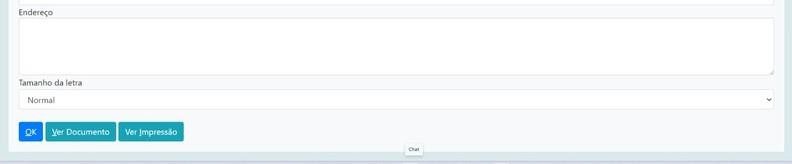 Endereço
Tamanho da letra
Normal
OK Ver Documento Ver Impressão
Chat